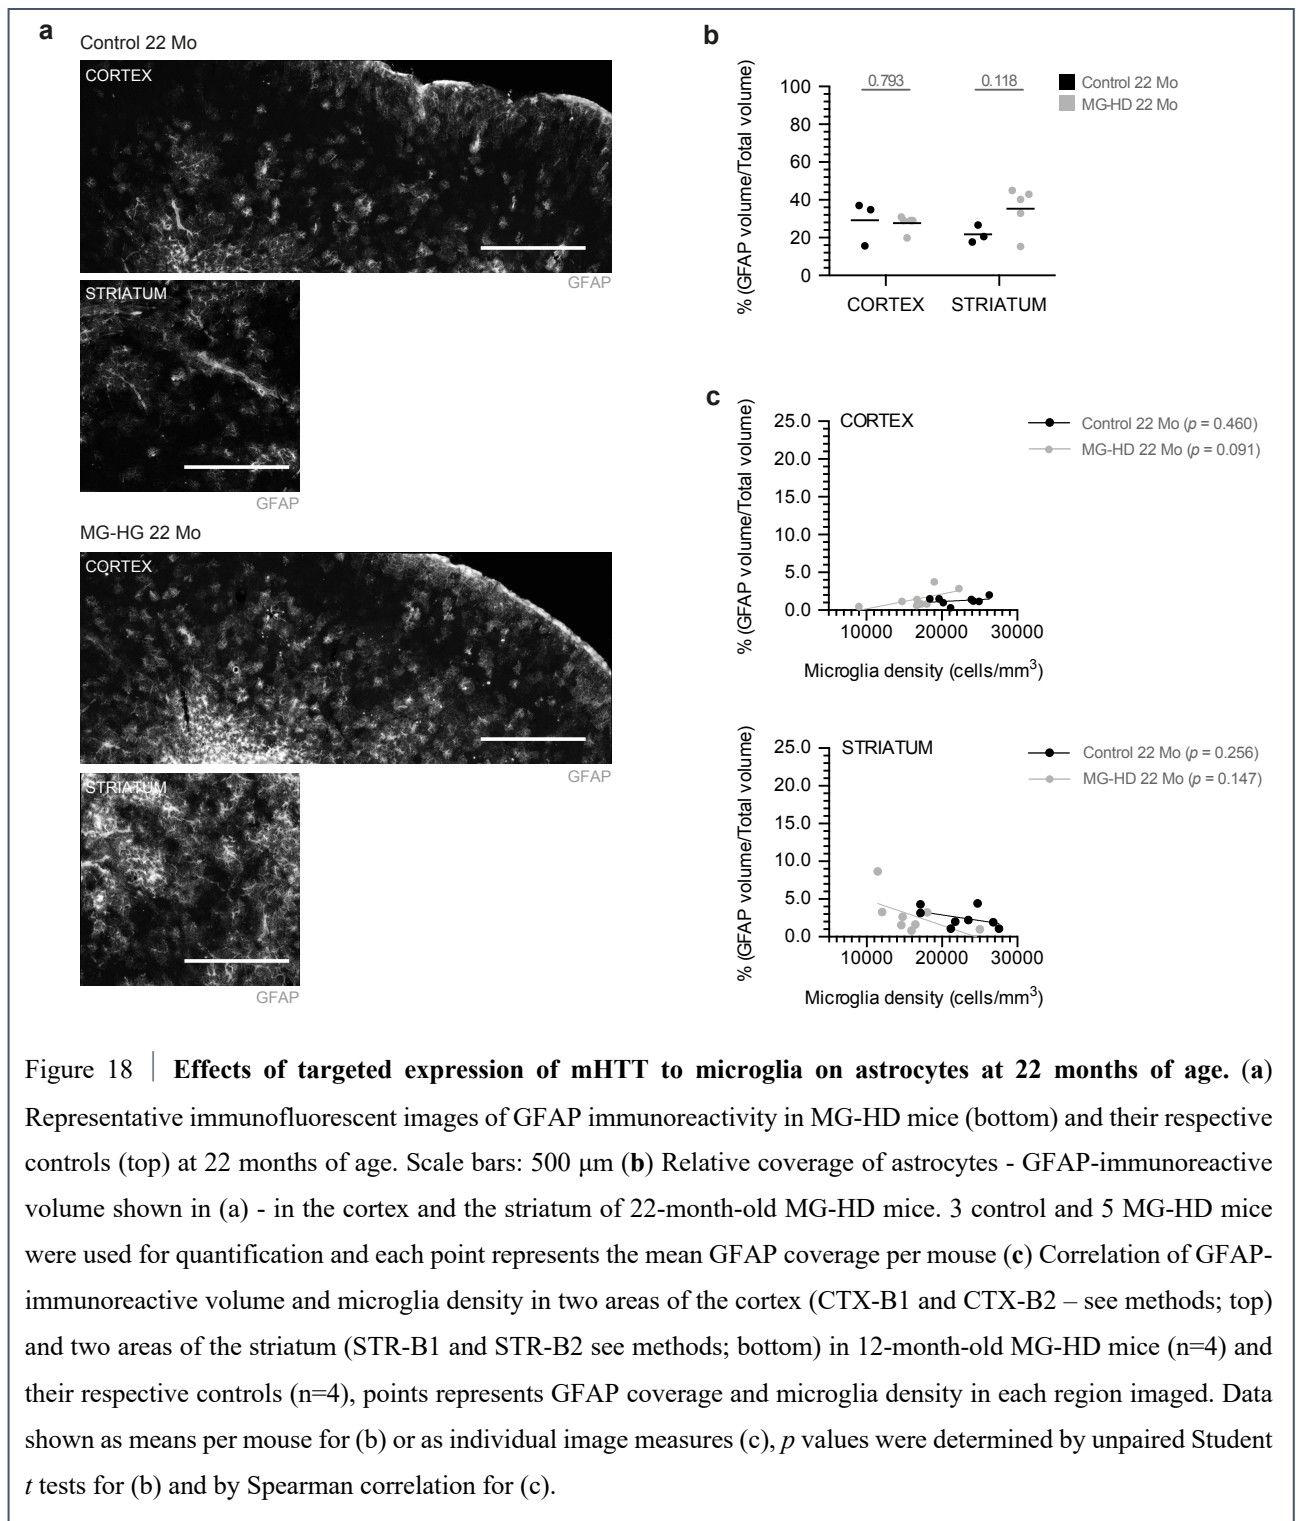 a
Control 22 Mo
CORTEX
GFAP
STRIATUM
GFAP
MG-HG 22 Mo
CORTEX
GFAP
STRIATUM
GFAP
b
% (GFAP volume/Total volume)
100
80
60
40
20
0
0.793
0.118
CORTEX
STRIATUM
Control 22 Mo
MG-HD 22 Mo
c
% (GFAP volume/Total volume)
CORTEX
25.0
20.0
15.0
10.0
5.0
0.0
10000 20000 30000
Microglia density (cells/mm³)
Control 22 Mo (p = 0.460)
MG-HD 22 Mo (p = 0.091)
% (GFAP volume/Total volume)
STRIATUM
25.0
20.0
15.0
10.0
5.0
0.0
10000 20000 30000
Microglia density (cells/mm³)
Control 22 Mo (p = 0.256)
MG-HD 22 Mo (p = 0.147)
Figure 18 | Effects of targeted expression of mHTT to microglia on astrocytes at 22 months of age. (a)
Representative immunofluorescent images of GFAP immunoreactivity in MG-HD mice (bottom) and their respective
controls (top) at 22 months of age. Scale bars: 500 μm (b) Relative coverage of astrocytes - GFAP-immunoreactive
volume shown in (a) - in the cortex and the striatum of 22-month-old MG-HD mice. 3 control and 5 MG-HD mice
were used for quantification and each point represents the mean GFAP coverage per mouse (c) Correlation of GFAP-
immunoreactive volume and microglia density in two areas of the cortex (CTX-B1 and CTX-B2 – see methods; top)
and two areas of the striatum (STR-B1 and STR-B2 see methods; bottom) in 12-month-old MG-HD mice (n=4) and
their respective controls (n=4), points represents GFAP coverage and microglia density in each region imaged. Data
shown as means per mouse for (b) or as individual image measures (c), p values were determined by unpaired Student
t tests for (b) and by Spearman correlation for (c).